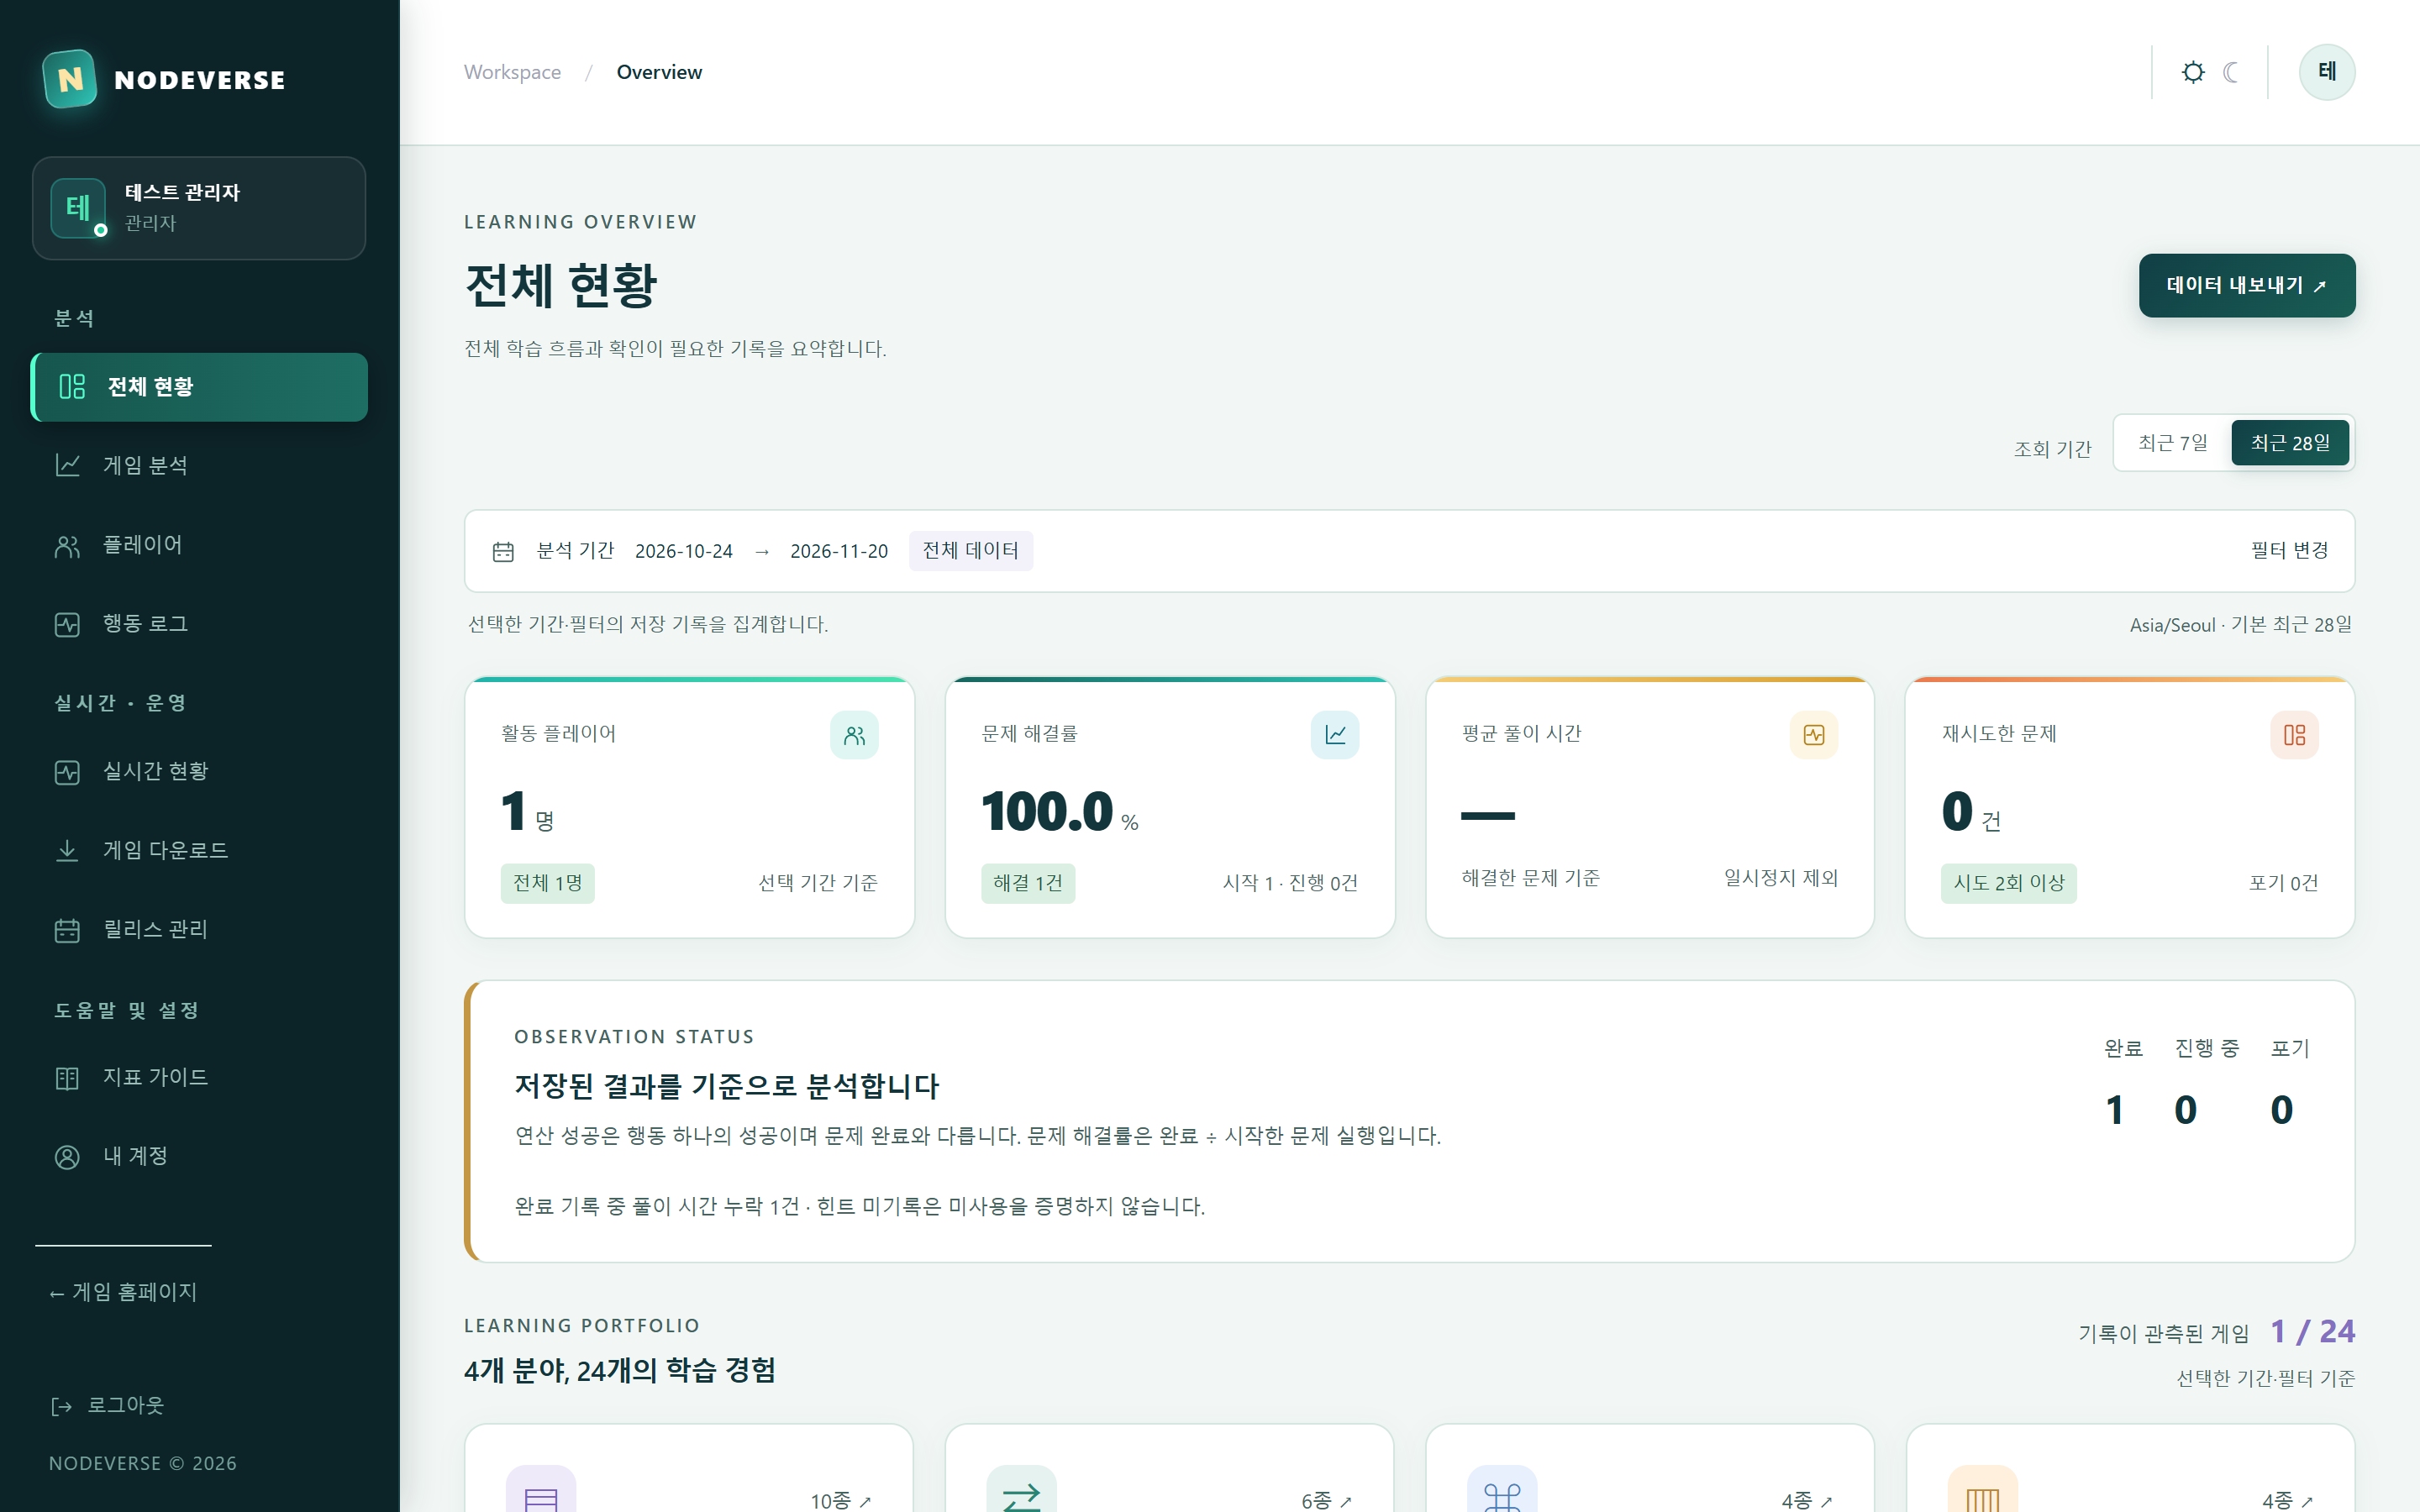 N NODEVERSE
테
테스트 관리자
관리자
분석
전체 현황
게임 분석
플레이어
행동 로그
실시간 · 운영
실시간 현황
게임 다운로드
릴리스 관리
도움말 및 설정
지표 가이드
내 계정
← 게임 홈페이지
로그아웃
NODEVERSE © 2026
Workspace / Overview
테
LEARNING OVERVIEW
전체 현황
전체 학습 흐름과 확인이 필요한 기록을 요약합니다.
데이터 내보내기 ↗
조회 기간 최근 7일 최근 28일
분석 기간 2026-10-24 → 2026-11-20 전체 데이터 필터 변경
선택한 기간·필터의 저장 기록을 집계합니다. Asia/Seoul · 기본 최근 28일
활동 플레이어
1 명
전체 1명 선택 기간 기준
문제 해결률
100.0 %
해결 1건 시작 1 · 진행 0건
평균 풀이 시간
—
해결한 문제 기준 일시정지 제외
재시도한 문제
0 건
시도 2회 이상 포기 0건
OBSERVATION STATUS
저장된 결과를 기준으로 분석합니다
연산 성공은 행동 하나의 성공이며 문제 완료와 다릅니다. 문제 해결률은 완료 ÷ 시작한 문제 실행입니다.
완료 기록 중 풀이 시간 누락 1건 · 힌트 미기록은 미사용을 증명하지 않습니다.
완료 진행 중 포기
1 0 0
LEARNING PORTFOLIO
4개 분야, 24개의 학습 경험
기록이 관측된 게임 1 / 24
선택한 기간·필터 기준
10종 ↗
6종 ↗
4종 ↗
4종 ↗